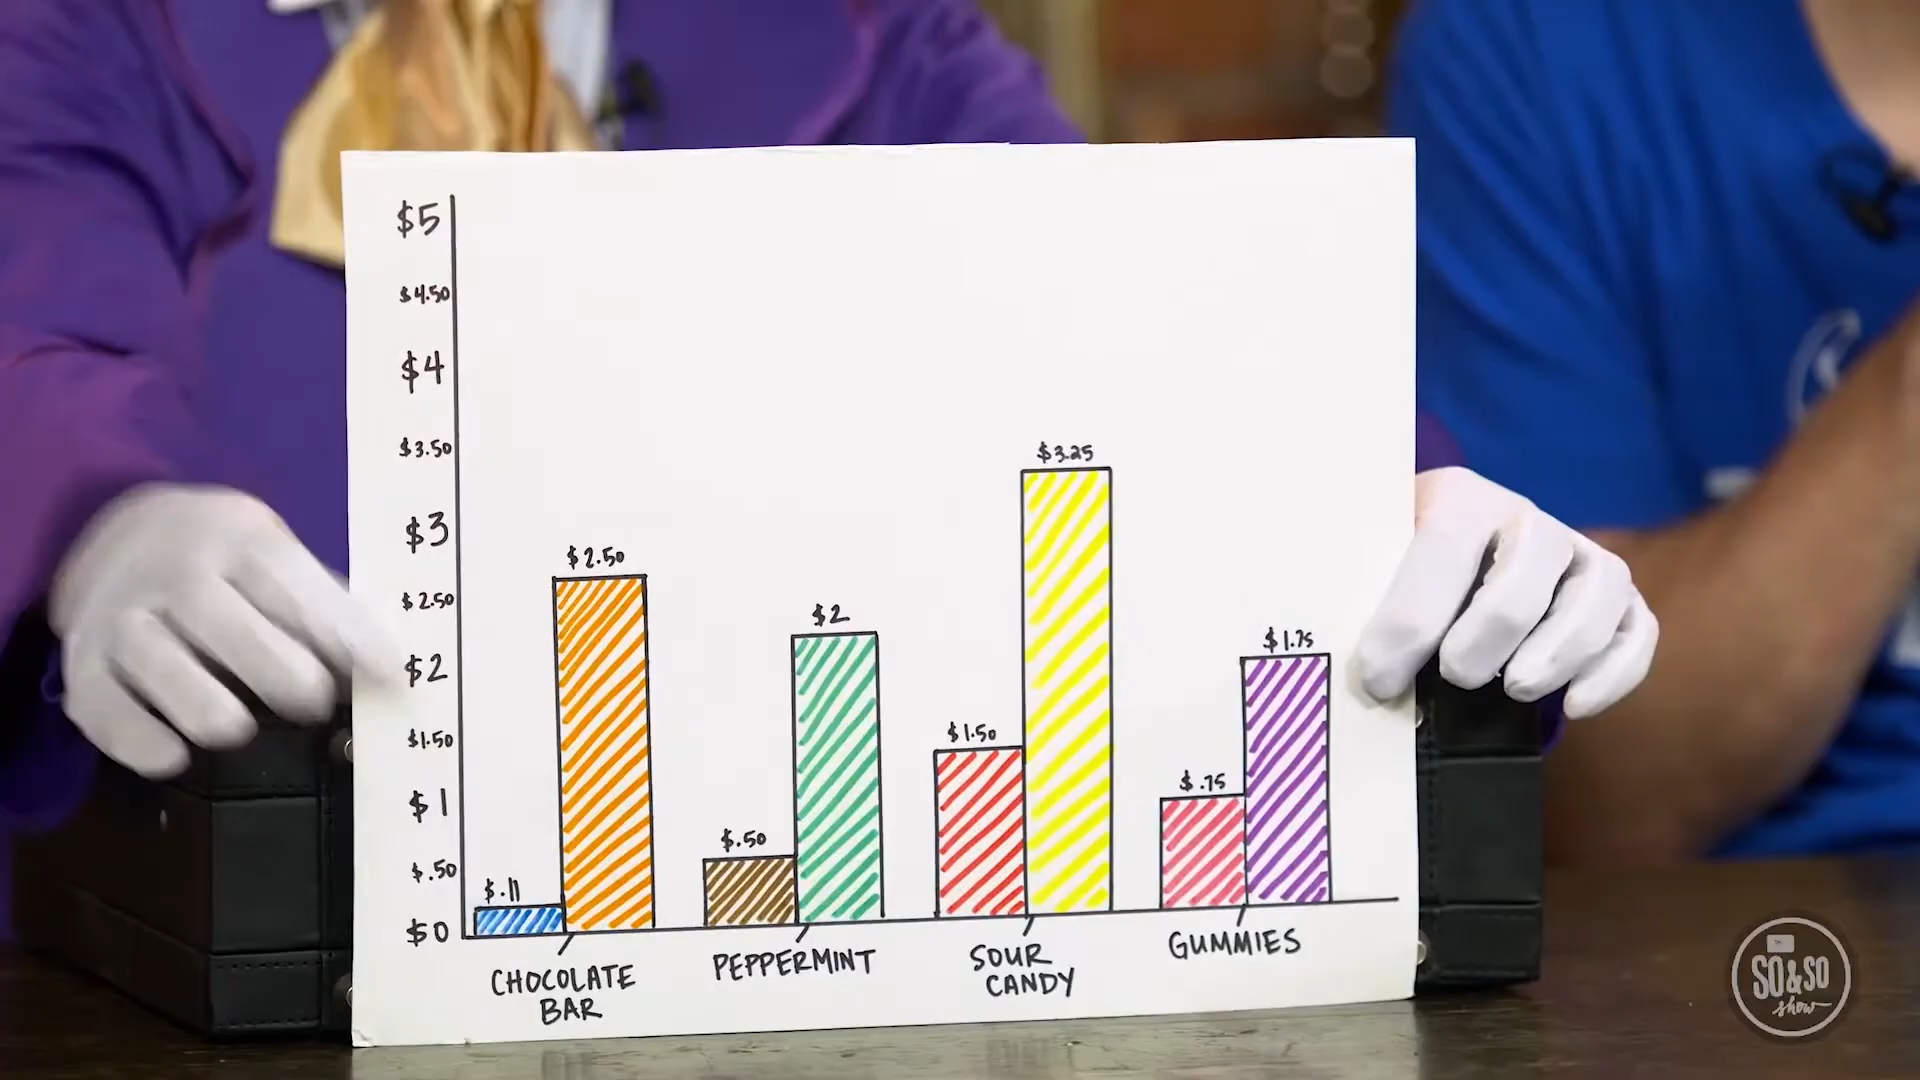 $5
$4.50
$4
$3.50
$3
$2.50
$2
$1.50
$1
$.50
$0
$.11
$2.50
$.50
$2
$1.50
$3.25
$.75
$1.75
CHOCOLATE
BAR
PEPPERMINT
SOUR
CANDY
GUMMIES
SO&SO
show